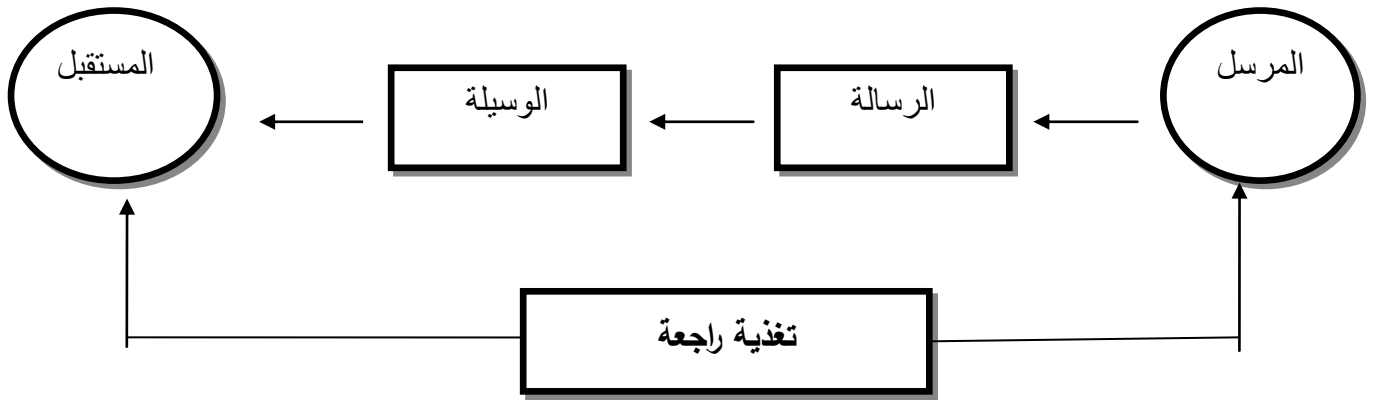 المرسل
الرسالة
الوسيلة
المستقبل
تغذية راجعة